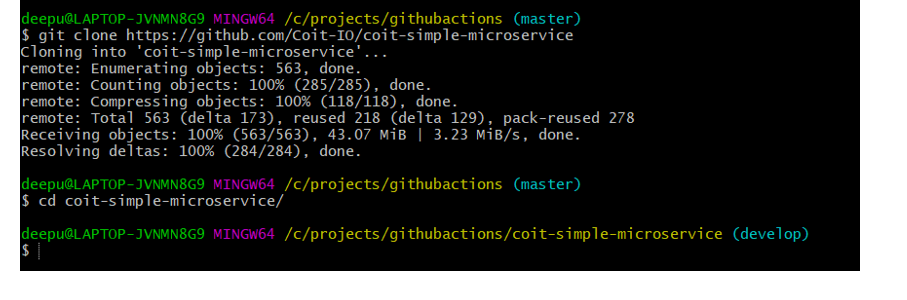 deepu@LAPTOP-JVNMN8G9 MINGW64 /c/projects/githubactions (master)
$ git clone https://github.com/Coit-IO/coit-simple-microservice
Cloning into 'coit-simple-microservice'...
remote: Enumerating objects: 563, done.
remote: Counting objects: 100% (285/285), done.
remote: Compressing objects: 100% (118/118), done.
remote: Total 563 (delta 173), reused 218 (delta 129), pack-reused 278
Receiving objects: 100% (563/563), 43.07 MiB | 3.23 MiB/s, done.
Resolving deltas: 100% (284/284), done.
deepu@LAPTOP-JVNMN8G9 MINGW64 /c/projects/githubactions (master)
$ cd coit-simple-microservice/
deepu@LAPTOP-JVNMN8G9 MINGW64 /c/projects/githubactions/coit-simple-microservice (develop)
$